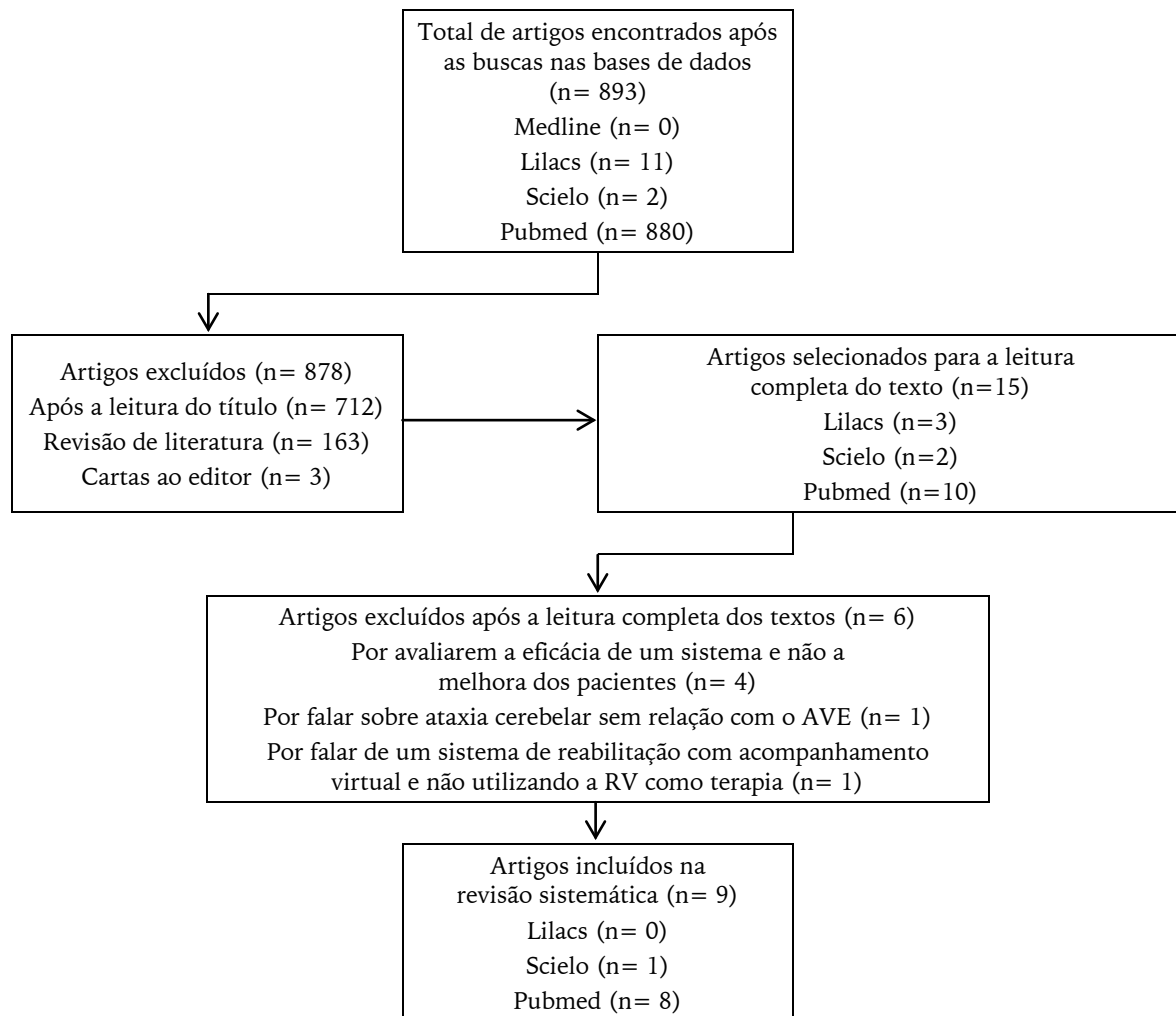 Total de artigos encontrados após
as buscas nas bases de dados
(n= 893)
Medline (n= 0)
Lilacs (n= 11)
Scielo (n= 2)
Pubmed (n= 880)
Artigos excluídos (n= 878)
Após a leitura do título (n= 712)
Revisão de literatura (n= 163)
Cartas ao editor (n= 3)
Artigos selecionados para a leitura
completa do texto (n=15)
Lilacs (n=3)
Scielo (n=2)
Pubmed (n=10)
Artigos excluídos após a leitura completa dos textos (n= 6)
Por avaliarem a eficácia de um sistema e não a
melhora dos pacientes (n= 4)
Por falar sobre ataxia cerebelar sem relação com o AVE (n= 1)
Por falar de um sistema de reabilitação com acompanhamento
virtual e não utilizando a RV como terapia (n= 1)
Artigos incluídos na
revisão sistemática (n= 9)
Lilacs (n= 0)
Scielo (n= 1)
Pubmed (n= 8)